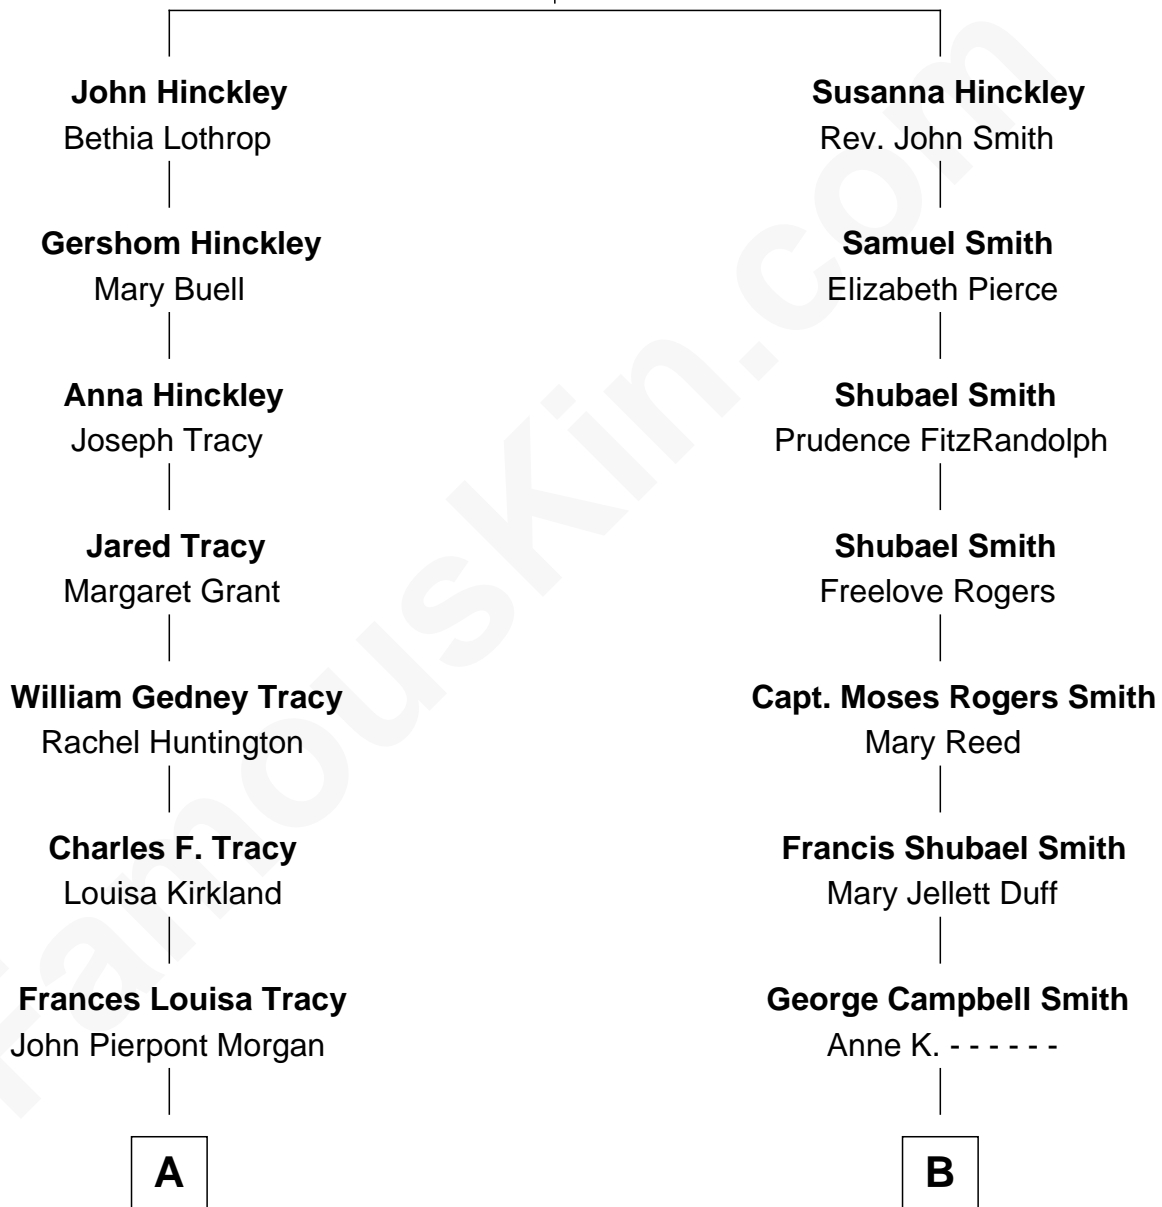 John Hinckley
Bethia Lothrop
Gershom Hinckley
Mary Buell
Anna Hinckley
Joseph Tracy
Jared Tracy
Margaret Grant
William Gedney Tracy
Rachel Huntington
Charles F. Tracy
Louisa Kirkland
Frances Louisa Tracy
John Pierpont Morgan
A
Susanna Hinckley
Rev. John Smith
Samuel Smith
Elizabeth Pierce
Shubael Smith
Prudence FitzRandolph
Shubael Smith
Freelove Rogers
Capt. Moses Rogers Smith
Mary Reed
Francis Shubael Smith
Mary Jellett Duff
George Campbell Smith
Anne K. - - - - - -
B
FamousKin.com